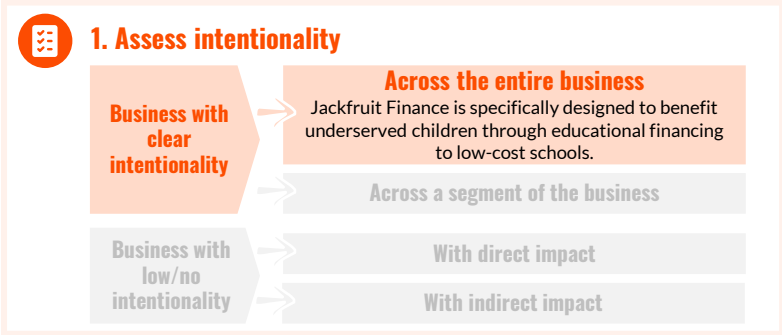 1. Assess intentionality
Business with
clear
intentionality
Across the entire business
Jackfruit Finance is specifically designed to benefit
underserved children through educational financing
to low-cost schools.
Across a segment of the business
Business with
low/no
intentionality
With direct impact
With indirect impact